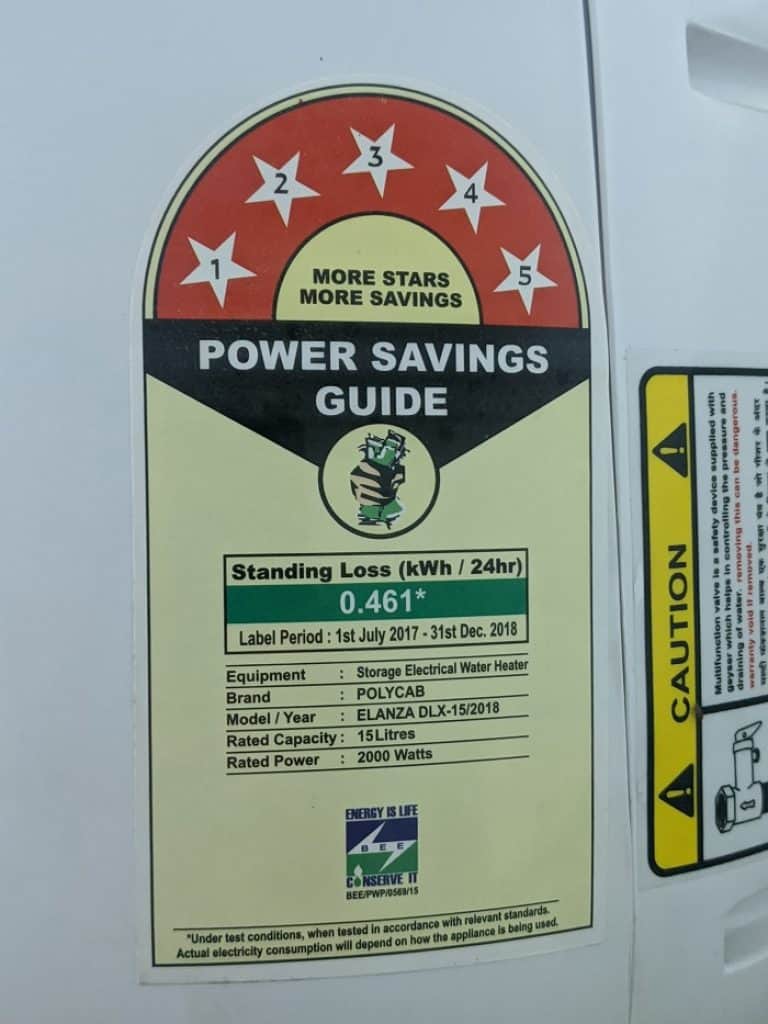 1
2
3
4
5
MORE STARS
MORE SAVINGS
POWER SAVINGS
GUIDE
Standing Loss (kWh / 24hr)
0.461*
Label Period : 1st July 2017 - 31st Dec. 2018
Equipment : Storage Electrical Water Heater
Brand : POLYCAB
Model / Year : ELANZA DLX-15/2018
Rated Capacity : 15 Litres
Rated Power : 2000 Watts
ENERGY IS LIFE
BEE
CONSERVE IT
BEE/PWP/0569/15
*Under test conditions, when tested in accordance with relevant standards.
Actual electricity consumption will depend on how the appliance is being used.
CAUTION
Multifunction valve is a safety device supplied with
geyser which helps in controlling the pressure and
draining of water. removing this can be dangerous.
warranty void if removed.